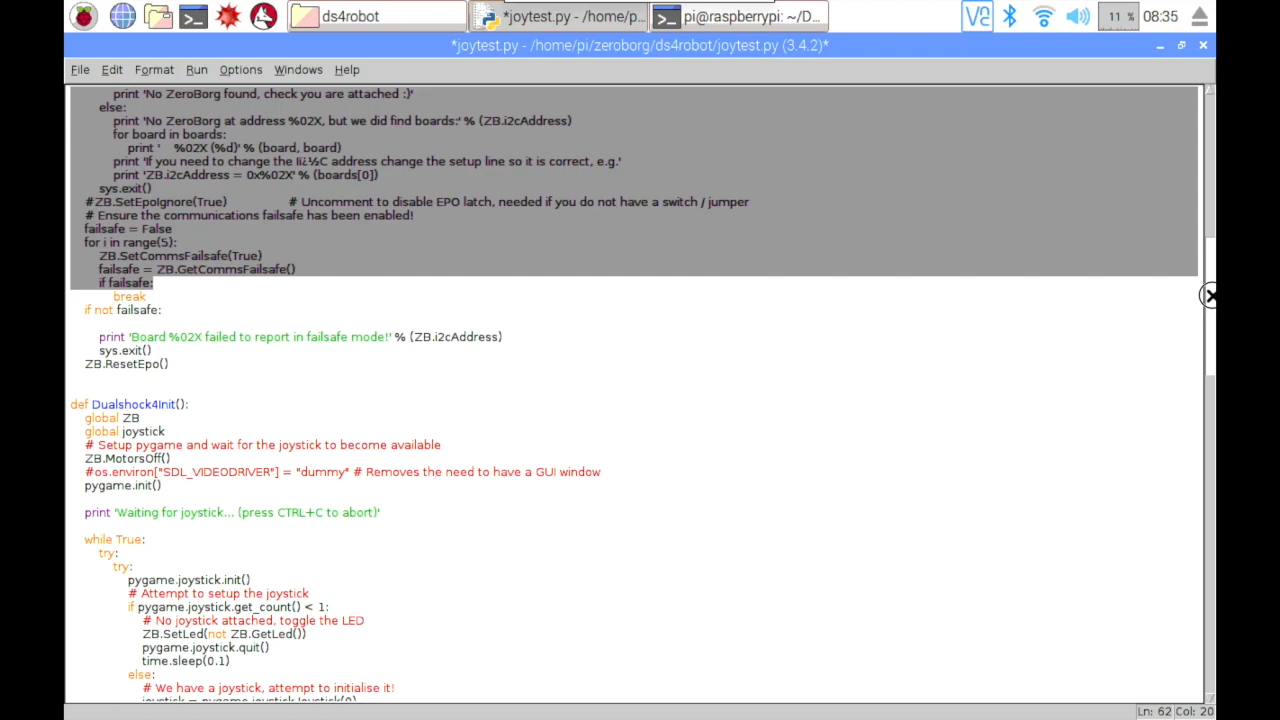 ds4robot
*joytest.py - /home/p...
pi@raspberrypi: ~/D...
11 %
08:35
*joytest.py - /home/pi/zeroborg/ds4robot/joytest.py (3.4.2)*
File Edit Format Run Options Windows Help
print 'No ZeroBorg found, check you are attached :)'
else:
print 'No ZeroBorg at address %02X, but we did find boards:' % (ZB.i2cAddress)
for board in boards:
print '    %02X (%d)' % (board, board)
print 'If you need to change the Iï¿½C address change the setup line so it is correct, e.g.'
print 'ZB.i2cAddress = 0x%02X' % (boards[0])
sys.exit()
#ZB.SetEpoIgnore(True)                 # Uncomment to disable EPO latch, needed if you do not have a switch / jumper
# Ensure the communications failsafe has been enabled!
failsafe = False
for i in range(5):
ZB.SetCommsFailsafe(True)
failsafe = ZB.GetCommsFailsafe()
if failsafe:
break
if not failsafe:
print 'Board %02X failed to report in failsafe mode!' % (ZB.i2cAddress)
sys.exit()
ZB.ResetEpo()
def Dualshock4Init():
global ZB
global joystick
# Setup pygame and wait for the joystick to become available
ZB.MotorsOff()
#os.environ["SDL_VIDEODRIVER"] = "dummy" # Removes the need to have a GUI window
pygame.init()
print 'Waiting for joystick... (press CTRL+C to abort)'
while True:
try:
try:
pygame.joystick.init()
# Attempt to setup the joystick
if pygame.joystick.get_count() < 1:
# No joystick attached, toggle the LED
ZB.SetLed(not ZB.GetLed())
pygame.joystick.quit()
time.sleep(0.1)
else:
# We have a joystick, attempt to initialise it!
joystick = pygame.joystick.Joystick(0)
Ln: 62 Col: 20